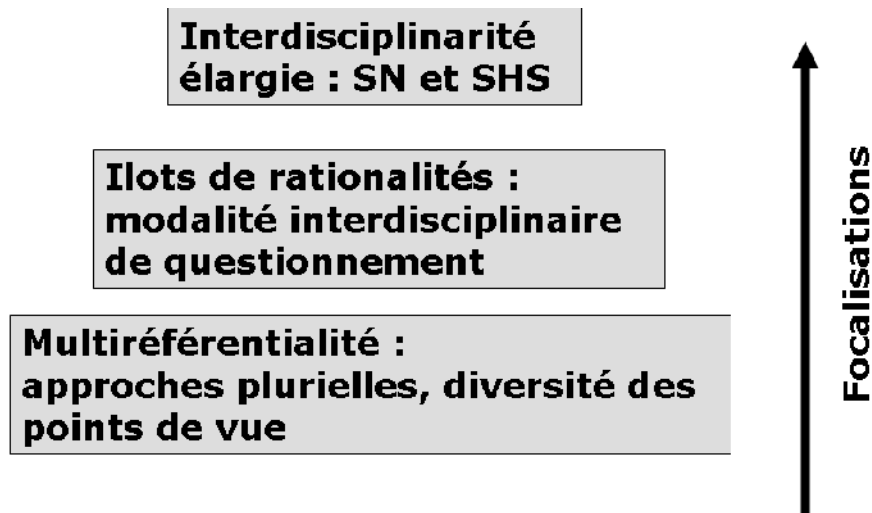 Interdisciplinarité
élargie : SN et SHS
Ilots de rationalités :
modalité interdisciplinaire
de questionnement
Multiréférentialité :
approches plurielles, diversité des
points de vue
Focalisations